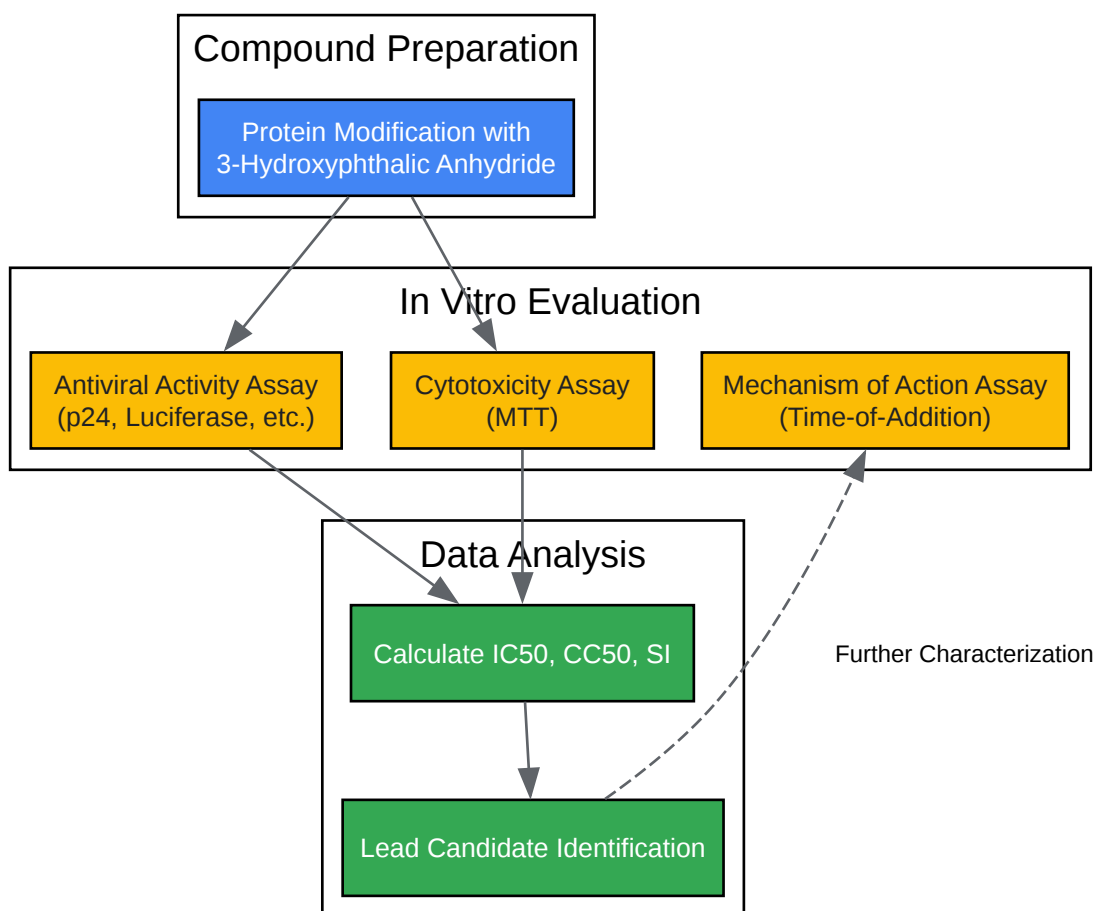 Compound Preparation
Protein Modification with
3-Hydroxyphthalic Anhydride
In Vitro Evaluation
Antiviral Activity Assay
(p24, Luciferase, etc.)
Cytotoxicity Assay
(MTT)
Mechanism of Action Assay
(Time-of-Addition)
Data Analysis
Calculate IC50, CC50, SI
Further Characterization
Lead Candidate Identification